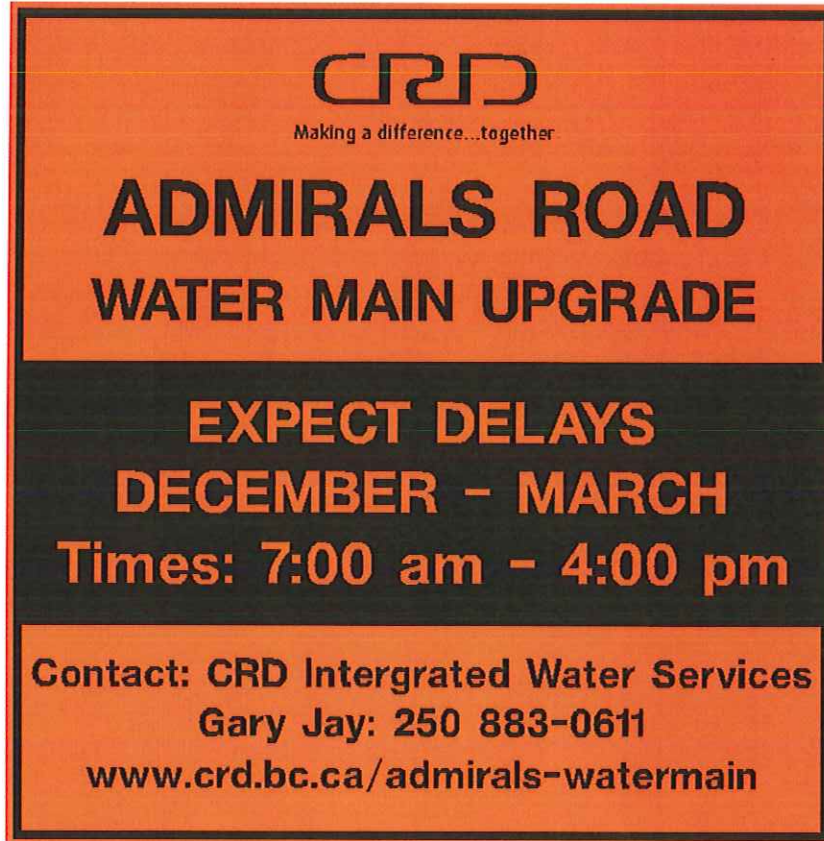 CRD
Making a difference...together
ADMIRALS ROAD
WATER MAIN UPGRADE
EXPECT DELAYS
DECEMBER - MARCH
Times: 7:00 am - 4:00 pm
Contact: CRD Intergrated Water Services
Gary Jay: 250 883-0611
www.crd.bc.ca/admirals-watermain